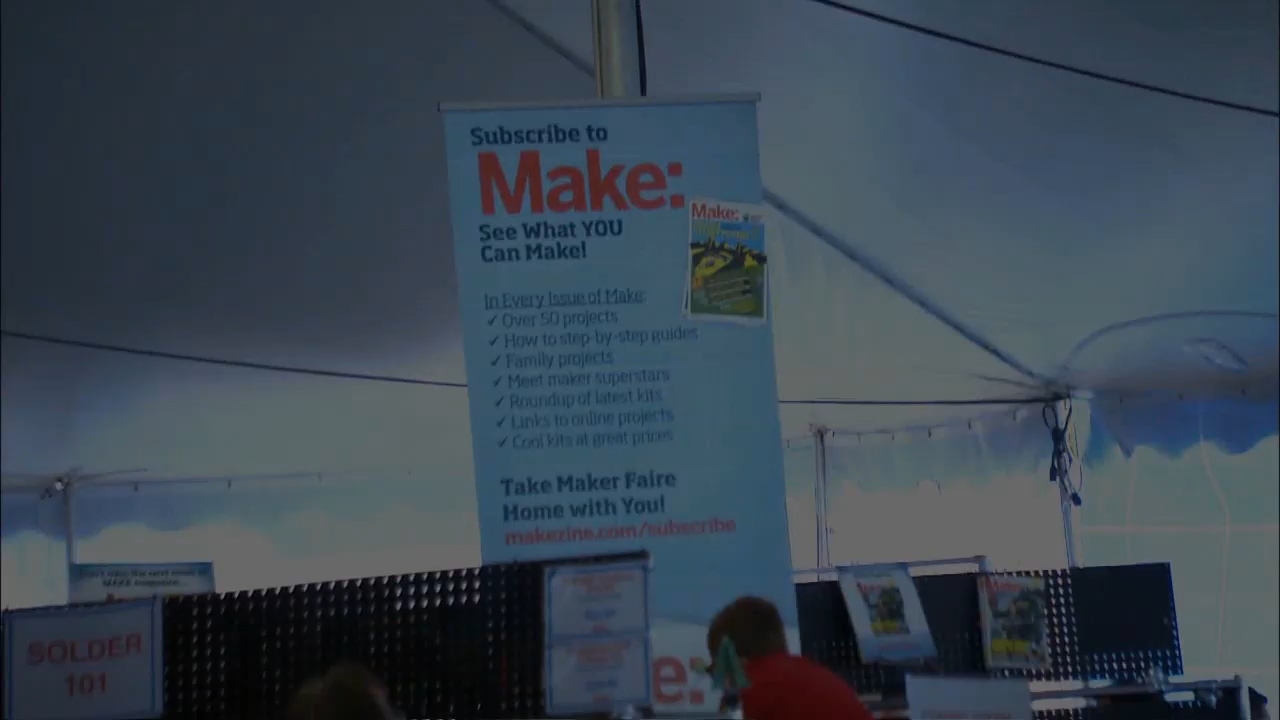 Subscribe to
Make:
See What YOU
Can Make!
Make:
In Every Issue of Make:
✓ Over 50 projects
✓ How to step-by-step guides
✓ Family projects
✓ Meet maker superstars
✓ Roundup of latest kits
✓ Links to online projects
✓ Cool kits at great prices
Take Maker Faire
Home with You!
makezine.com/subscribe
MAKE
SOLDER
101
e: